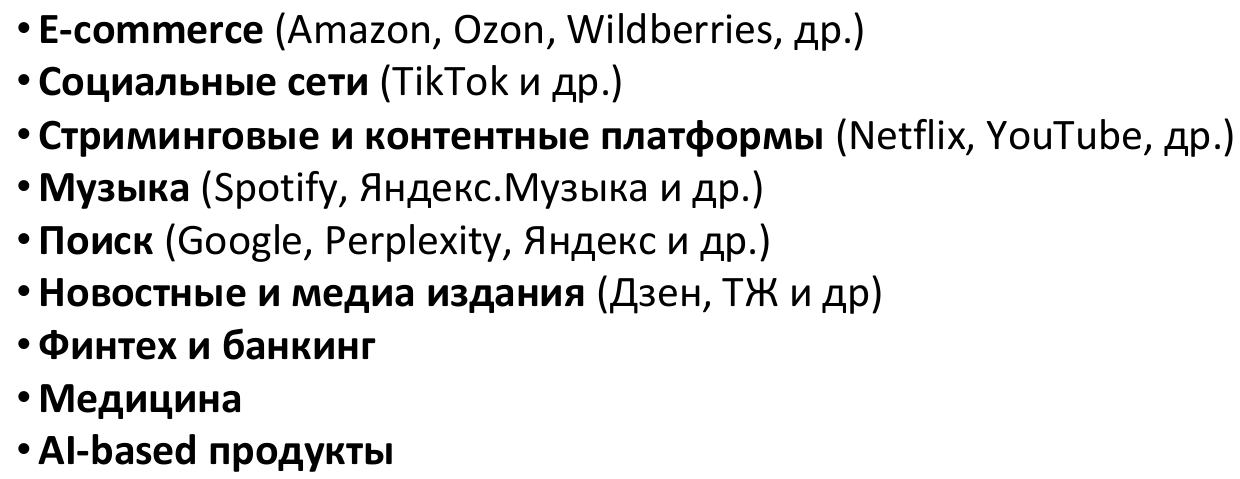 • E-commerce (Amazon, Ozon, Wildberries, др.)
• Социальные сети (TikTok и др.)
• Стриминговые и контентные платформы (Netflix, YouTube, др.)
• Музыка (Spotify, Яндекс.Музыка и др.)
• Поиск (Google, Perplexity, Яндекс и др.)
• Новостные и медиа издания (Дзен, ТЖ и др)
• Финтех и банкинг
• Медицина
• AI-based продукты